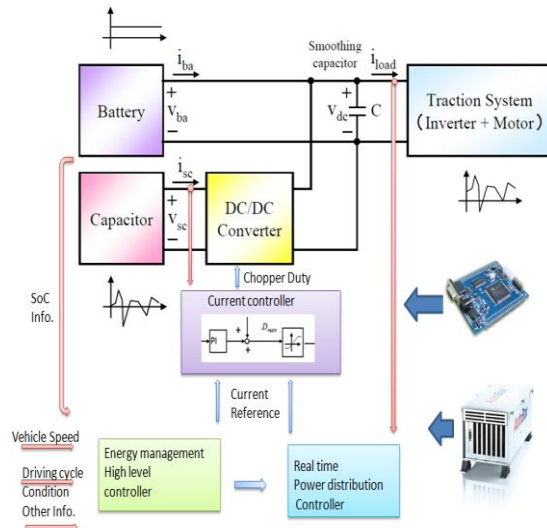 Smoothing
capacitor
i_ba
i_load
Battery
+
v_ba
−
+
v_dc
−
C
Traction System
(Inverter + Motor)
i_sc
Capacitor
+
v_sc
−
DC/DC
Converter
Chopper Duty
SoC
Info.
Current controller
PI
+
+
Current
Reference
Vehicle Speed
Driving cycle
Condition
Other Info.
Energy management
High level
controller
Real time
Power distribution
Controller